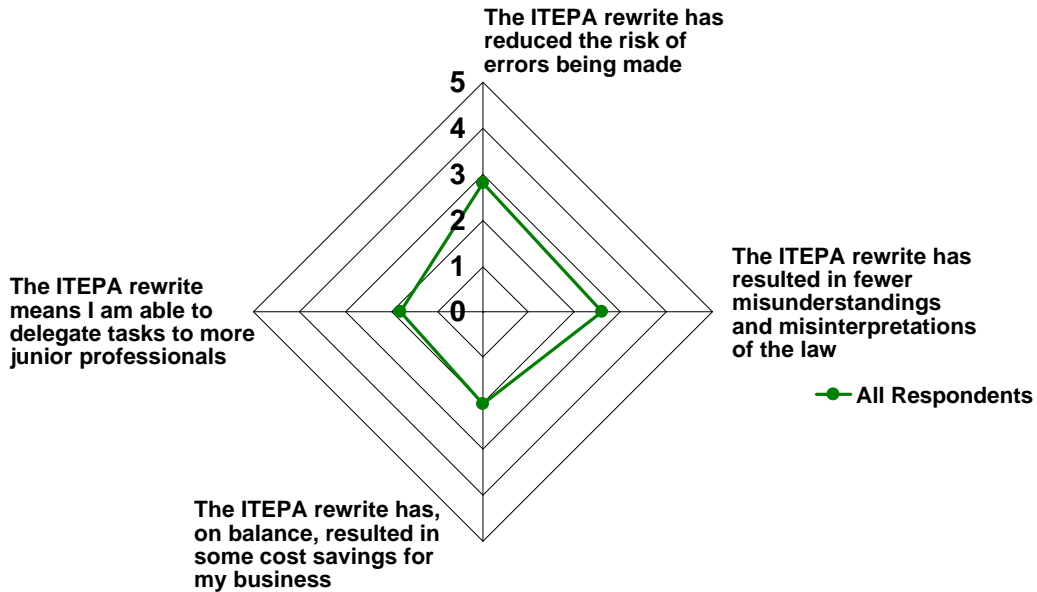 The ITEPA rewrite has
reduced the risk of
errors being made
5
4
3
2
1
0
The ITEPA rewrite has
resulted in fewer
misunderstandings
and misinterpretations
of the law
The ITEPA rewrite
means I am able to
delegate tasks to more
junior professionals
All Respondents
The ITEPA rewrite has,
on balance, resulted in
some cost savings for
my business